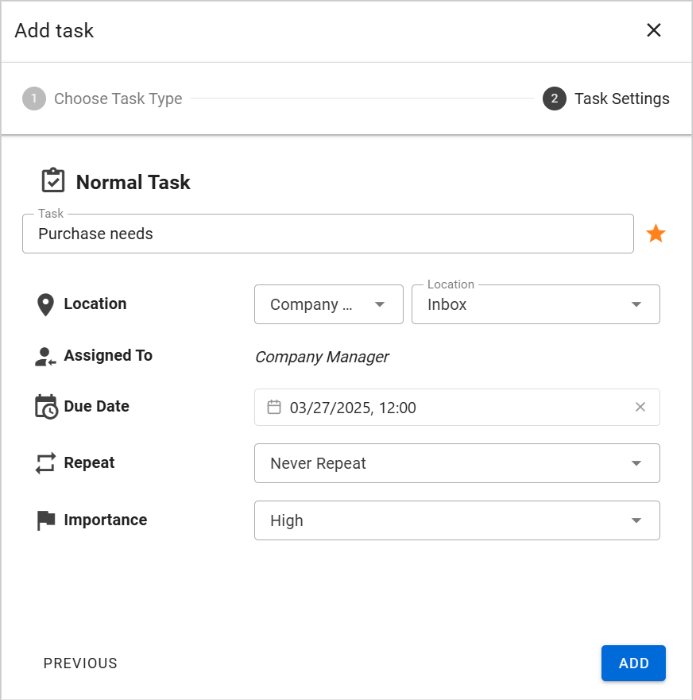 Add task
1 Choose Task Type
2 Task Settings
Normal Task
Task
Purchase needs
Location
Company ...
Location
Inbox
Assigned To
Company Manager
Due Date
03/27/2025, 12:00
Repeat
Never Repeat
Importance
High
PREVIOUS
ADD